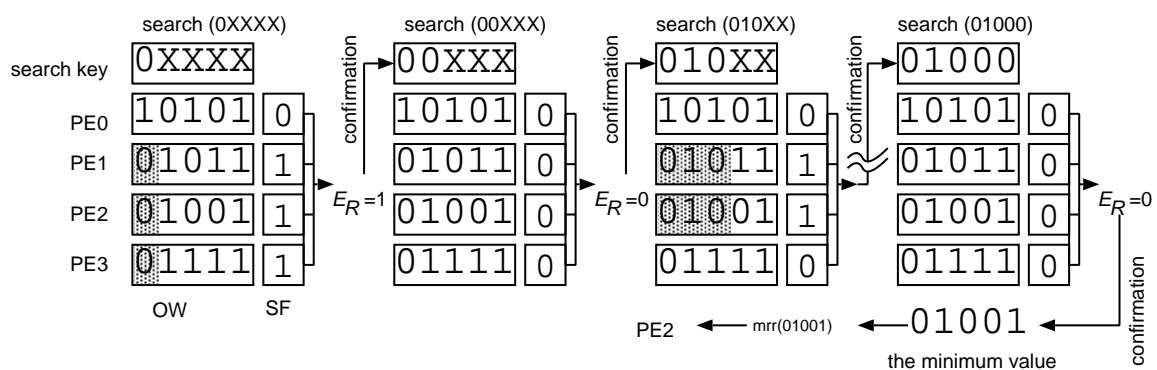 search (0XXXX) search (00XXX) search (010XX) search (01000)
search key 0XXXX confirmation 00XXX confirmation 010XX confirmation 01000
PE0 10101 0 10101 0 10101 0 10101 0
PE1 01011 1 01011 0 01011 1 01011 0
E_R=1 E_R=0 E_R=0
PE2 01001 1 01001 0 01001 1 01001 0
PE3 01111 1 01111 0 01111 0 01111 0
OW SF
PE2 mrr(01001) 01001 confirmation
the minimum value